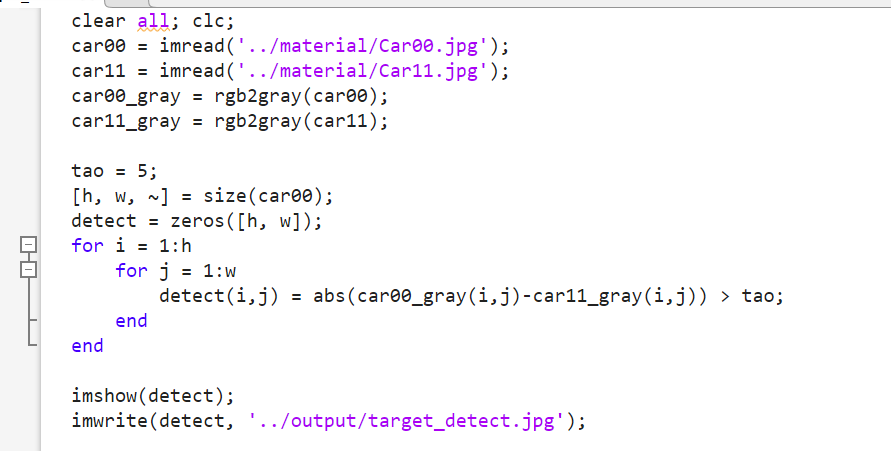 clear all; clc;
car00 = imread('../material/Car00.jpg');
car11 = imread('../material/Car11.jpg');
car00_gray = rgb2gray(car00);
car11_gray = rgb2gray(car11);

tao = 5;
[h, w, ~] = size(car00);
detect = zeros([h, w]);
for i = 1:h
    for j = 1:w
        detect(i,j) = abs(car00_gray(i,j)-car11_gray(i,j)) > tao;
    end
end

imshow(detect);
imwrite(detect, '../output/target_detect.jpg');